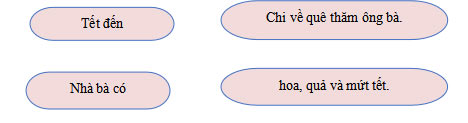 Tết đến
Chi về quê thăm ông bà.
Nhà bà có
hoa, quả và mứt tết.